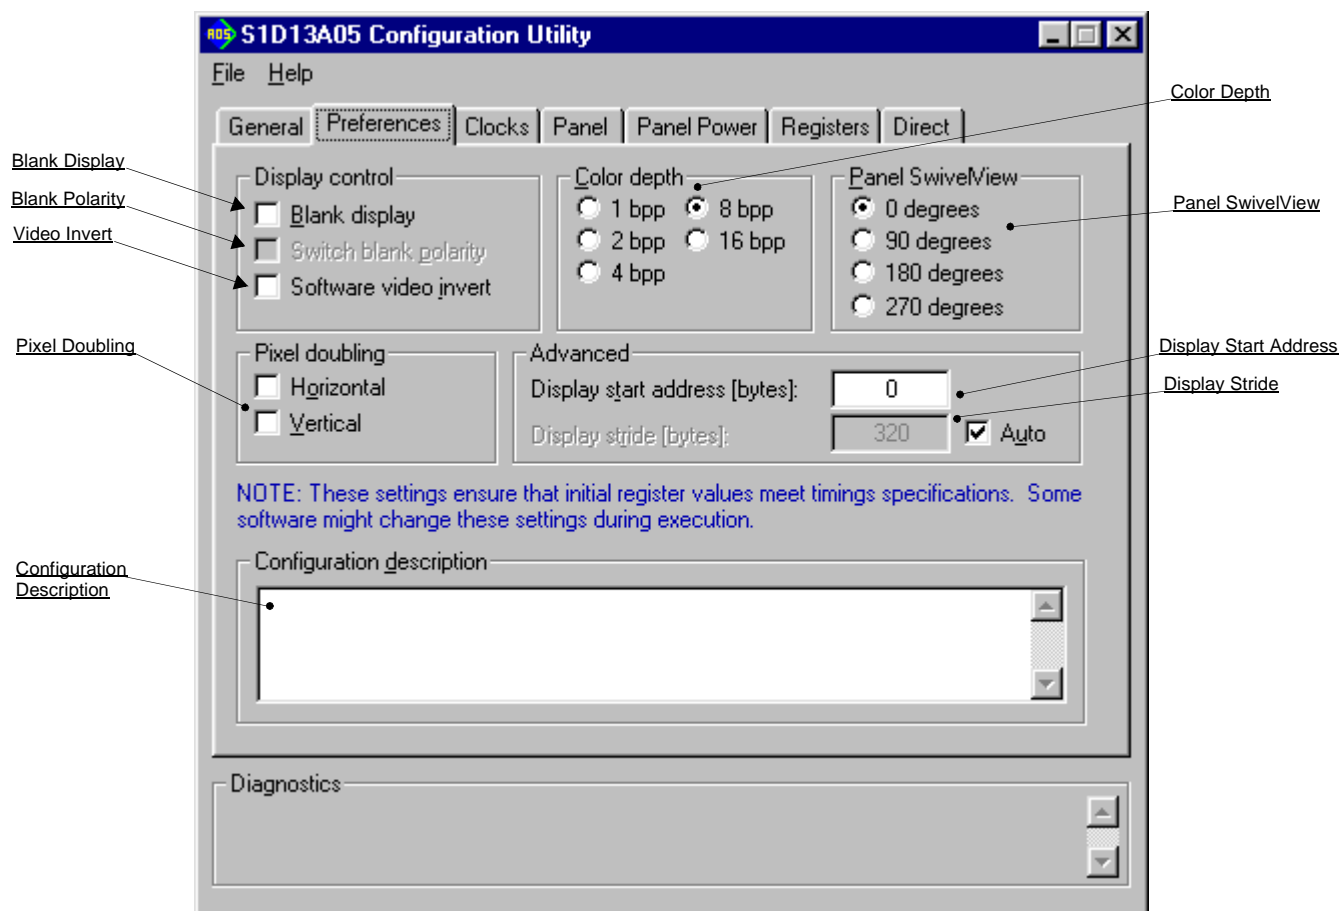 A05 S1D13A05 Configuration Utility
File Help
Color Depth
General Preferences Clocks Panel Panel Power Registers Direct
Blank Display
Blank Polarity
Video Invert
Display control
Blank display
Switch blank polarity
Software video invert
Color depth
1 bpp 8 bpp
2 bpp 16 bpp
4 bpp
Panel SwivelView
0 degrees
90 degrees
180 degrees
270 degrees
Panel SwivelView
Pixel Doubling
Pixel doubling
Horizontal
Vertical
Advanced
Display start address [bytes]: 0
Display stride [bytes]: 320 Auto
Display Start Address
Display Stride
NOTE: These settings ensure that initial register values meet timings specifications. Some
software might change these settings during execution.
Configuration
Description
Configuration description
Diagnostics